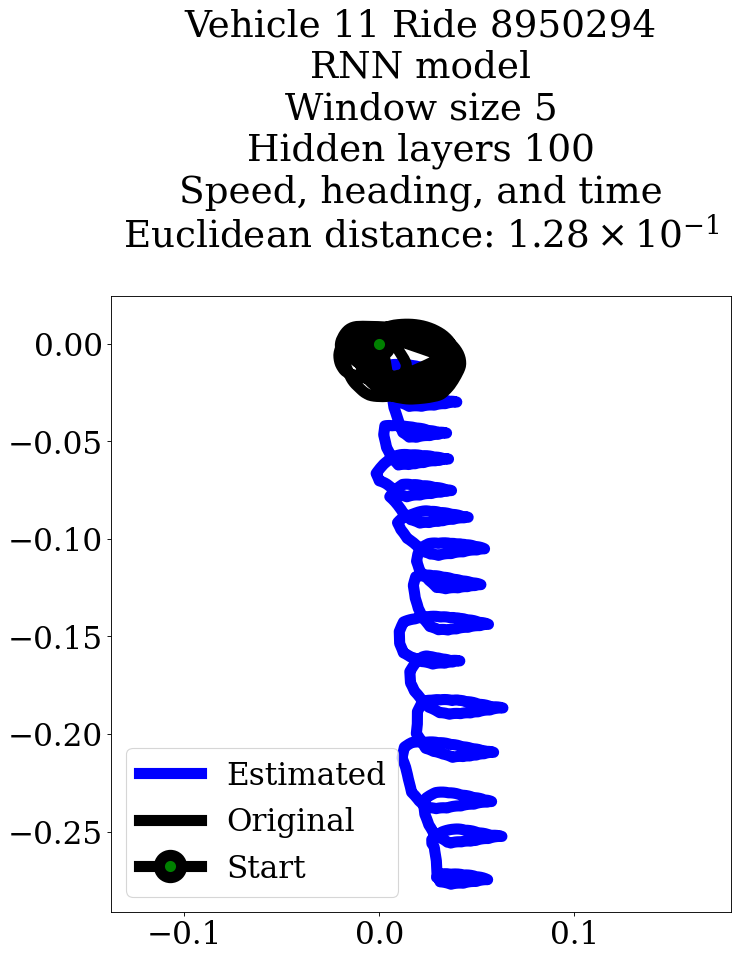 Vehicle 11 Ride 8950294
RNN model
Window size 5
Hidden layers 100
Speed, heading, and time
Euclidean distance: 1.28 × 10⁻¹
0.00
−0.05
−0.10
−0.15
−0.20
−0.25
Estimated
Original
Start
−0.1
0.0
0.1